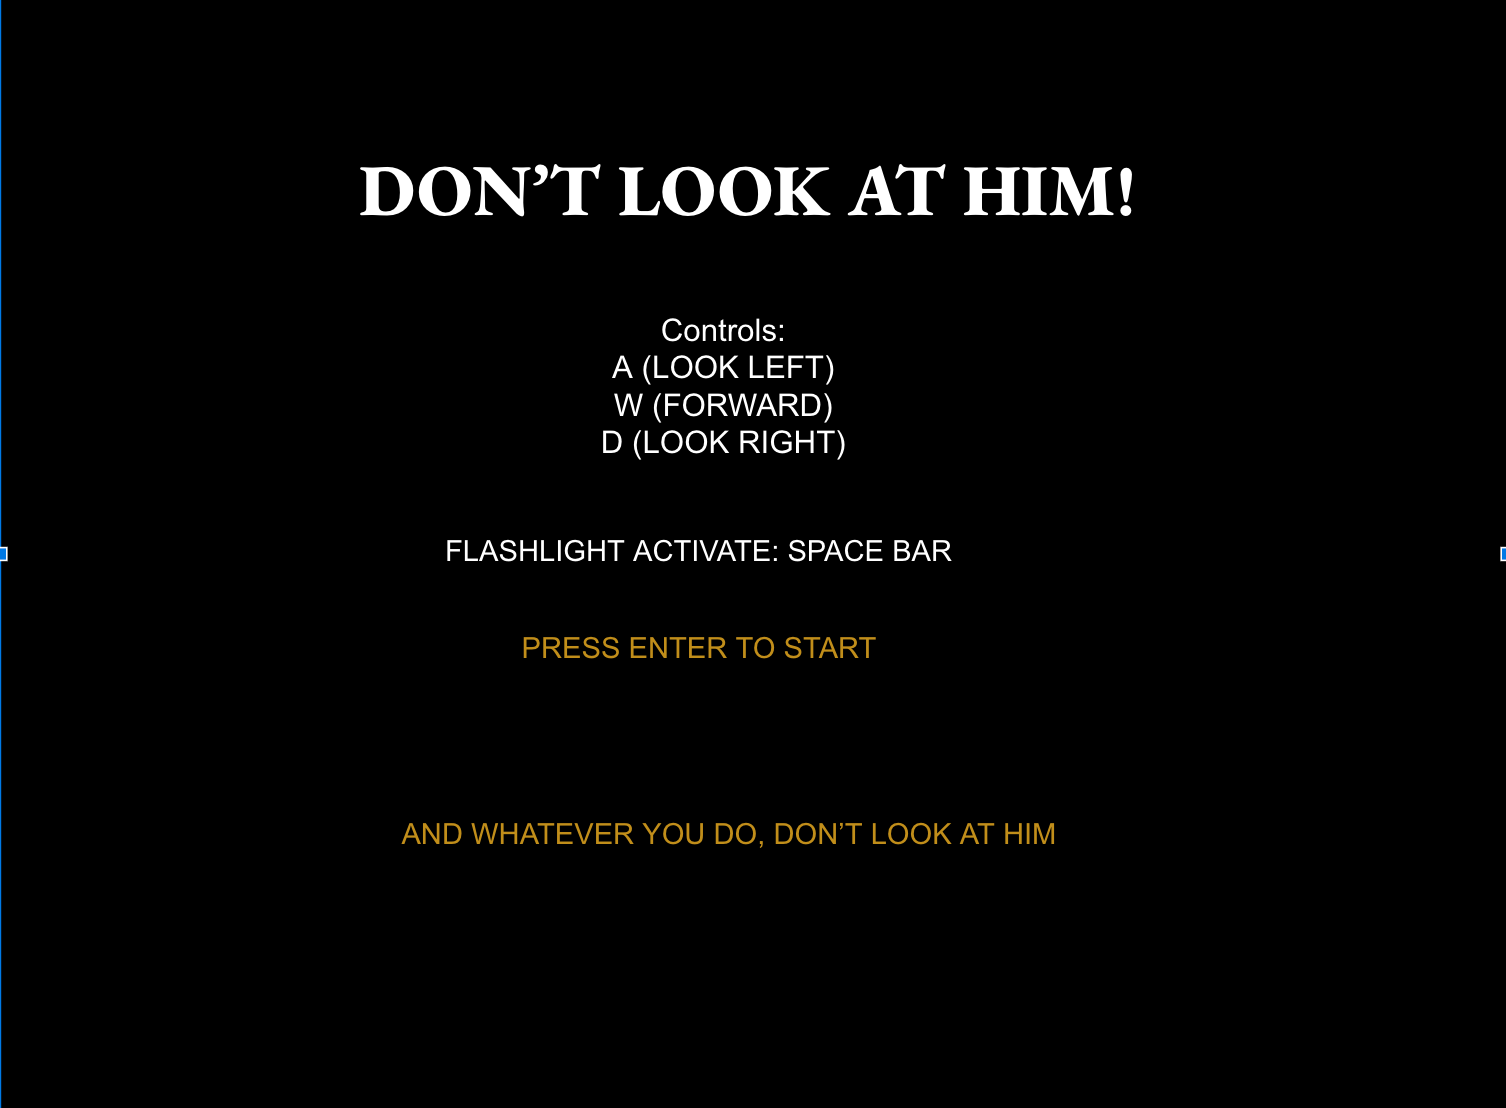 DON’T LOOK AT HIM!
Controls:
A (LOOK LEFT)
W (FORWARD)
D (LOOK RIGHT)
FLASHLIGHT ACTIVATE: SPACE BAR
PRESS ENTER TO START
AND WHATEVER YOU DO, DON’T LOOK AT HIM